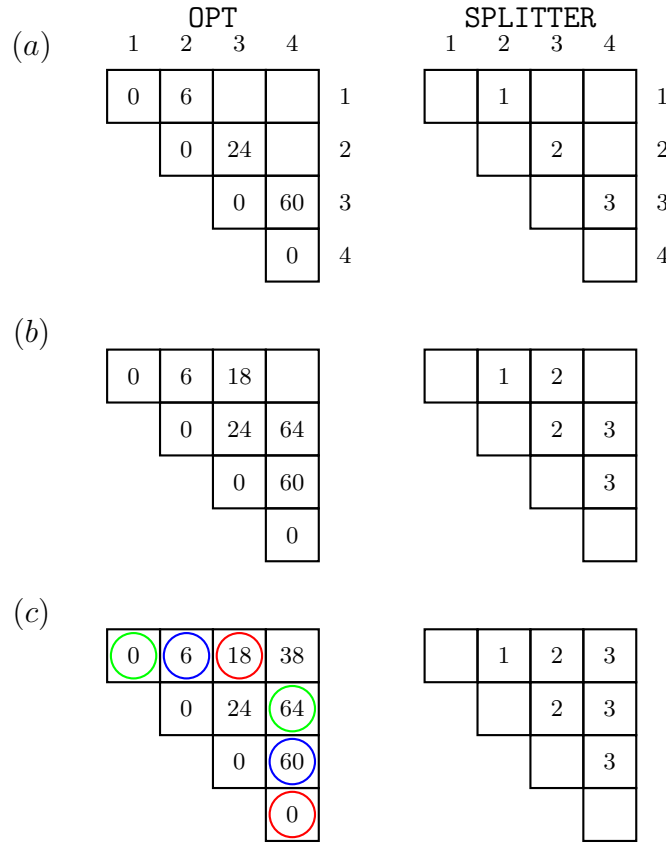 OPT SPLITTER
(a) 1 2 3 4 1 2 3 4
0 6 1 1 1
0 24 2 2 2
0 60 3 3 3
0 4 4
(b)
0 6 18 1 2
0 24 64 2 3
0 60 3
0
(c)
0 6 18 38 1 2 3
0 24 64 2 3
0 60 3
0